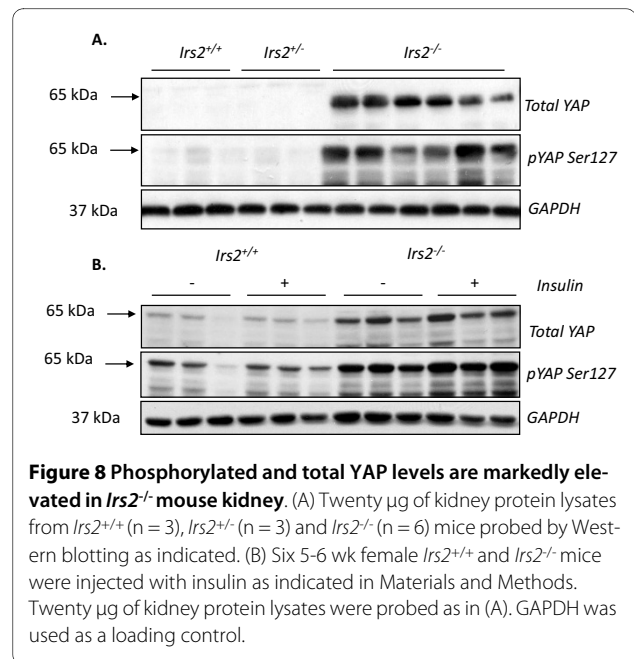 A.
Irs2+/+ Irs2+/- Irs2-/-
65 kDa Total YAP
65 kDa pYAP Ser127
37 kDa GAPDH
Irs2+/+ Irs2-/-
B.
- + - + Insulin
65 kDa Total YAP
65 kDa pYAP Ser127
37 kDa GAPDH
Figure 8 Phosphorylated and total YAP levels are markedly ele-
vated in Irs2-/- mouse kidney. (A) Twenty μg of kidney protein lysates
from Irs2+/+ (n = 3), Irs2+/- (n = 3) and Irs2-/- (n = 6) mice probed by West-
ern blotting as indicated. (B) Six 5-6 wk female Irs2+/+ and Irs2-/- mice
were injected with insulin as indicated in Materials and Methods.
Twenty μg of kidney protein lysates were probed as in (A). GAPDH was
used as a loading control.